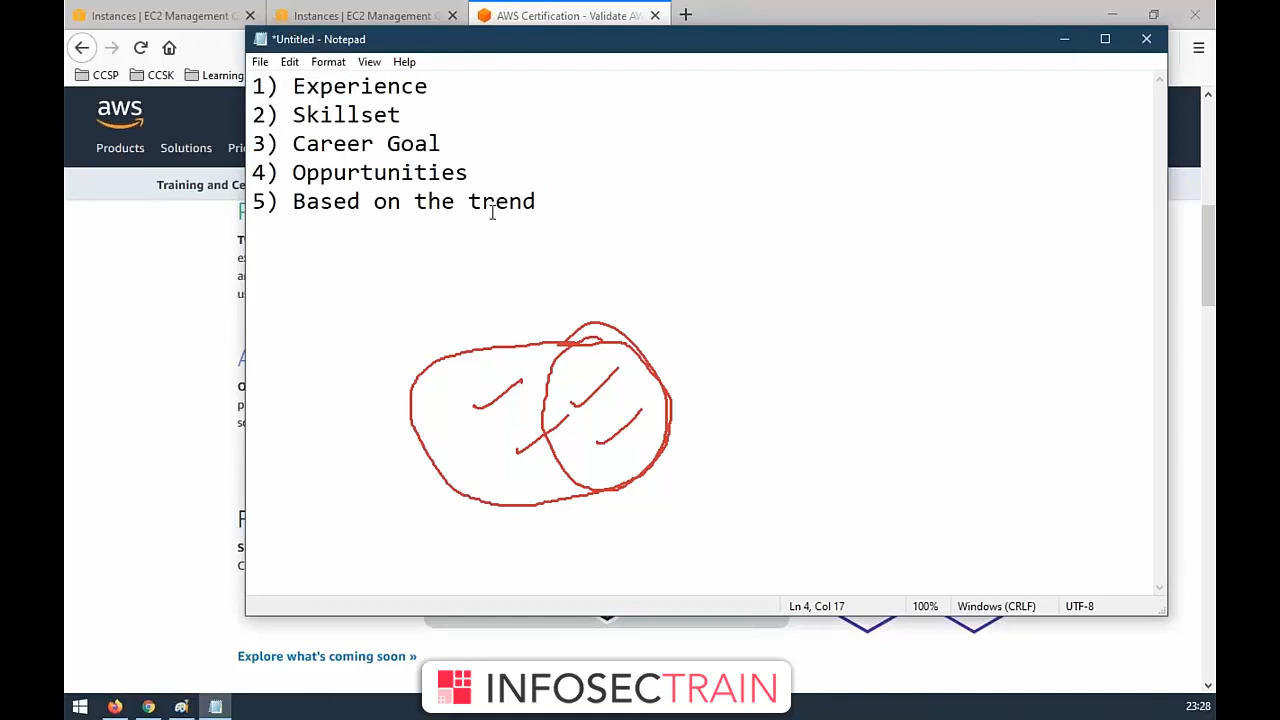 Instances | EC2 Management C
Instances | EC2 Management C
AWS Certification - Validate AW
*Untitled - Notepad
CCSP
CCSK
Learning
File Edit Format View Help
aws
Products
Solutions
Pri
Training and Ce
1) Experience
2) Skillset
3) Career Goal
4) Oppurtunities
5) Based on the trend
Ln 4, Col 17
100%
Windows (CRLF)
UTF-8
Explore what's coming soon »
INFOSECTRAIN
23:28